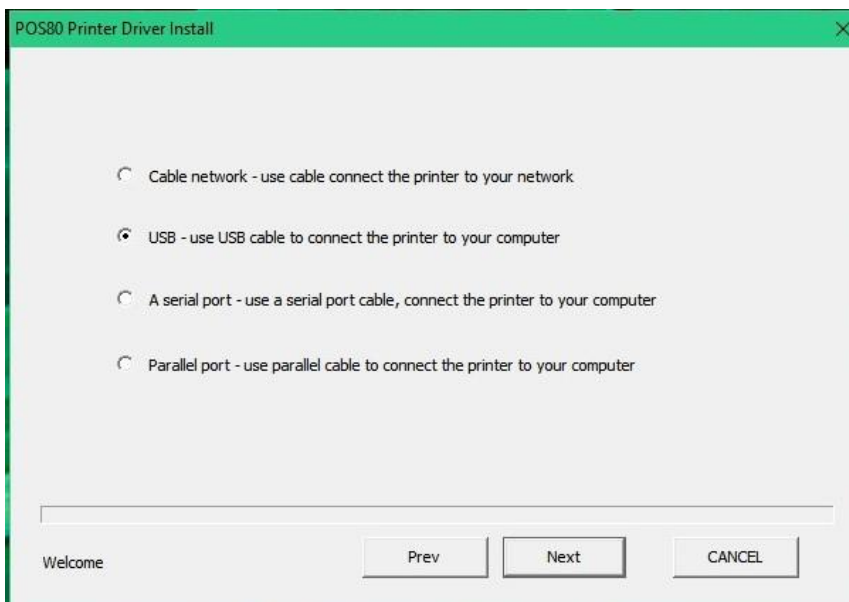 POS80 Printer Driver Install
Cable network - use cable connect the printer to your network
USB - use USB cable to connect the printer to your computer
A serial port - use a serial port cable, connect the printer to your computer
Parallel port - use parallel cable to connect the printer to your computer
Welcome
Prev
Next
CANCEL